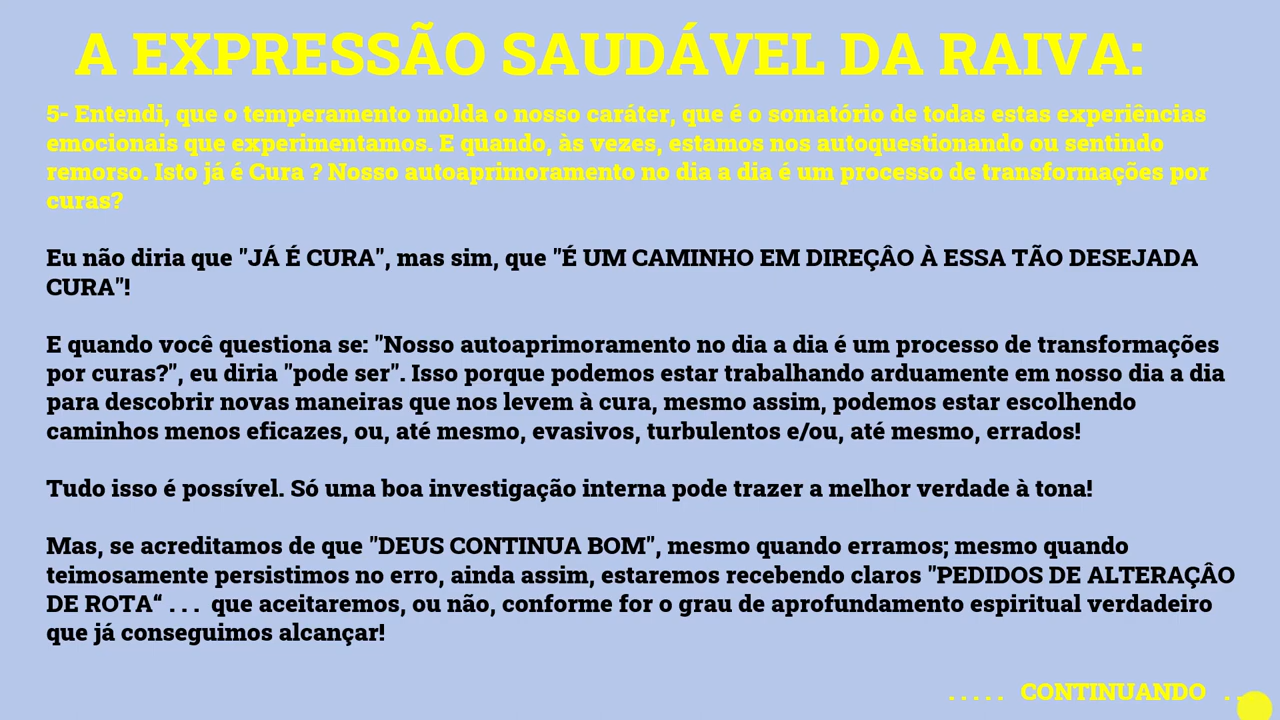 A EXPRESSÃO SAUDÁVEL DA RAIVA:
5- Entendi, que o temperamento molda o nosso caráter, que é o somatório de todas estas experiências
emocionais que experimentamos. E quando, às vezes, estamos nos autoquestionando ou sentindo
remorso. Isto já é Cura ? Nosso autoaprimoramento no dia a dia é um processo de transformações por
curas?
Eu não diria que "JÁ É CURA", mas sim, que "É UM CAMINHO EM DIREÇÂO À ESSA TÃO DESEJADA
CURA"!
E quando você questiona se: "Nosso autoaprimoramento no dia a dia é um processo de transformações
por curas?", eu diria "pode ser". Isso porque podemos estar trabalhando arduamente em nosso dia a dia
para descobrir novas maneiras que nos levem à cura, mesmo assim, podemos estar escolhendo
caminhos menos eficazes, ou, até mesmo, evasivos, turbulentos e/ou, até mesmo, errados!
Tudo isso é possível. Só uma boa investigação interna pode trazer a melhor verdade à tona!
Mas, se acreditamos de que "DEUS CONTINUA BOM", mesmo quando erramos; mesmo quando
teimosamente persistimos no erro, ainda assim, estaremos recebendo claros "PEDIDOS DE ALTERAÇÂO
DE ROTA“ . . . que aceitaremos, ou não, conforme for o grau de aprofundamento espiritual verdadeiro
que já conseguimos alcançar!
. . . . . CONTINUANDO . .